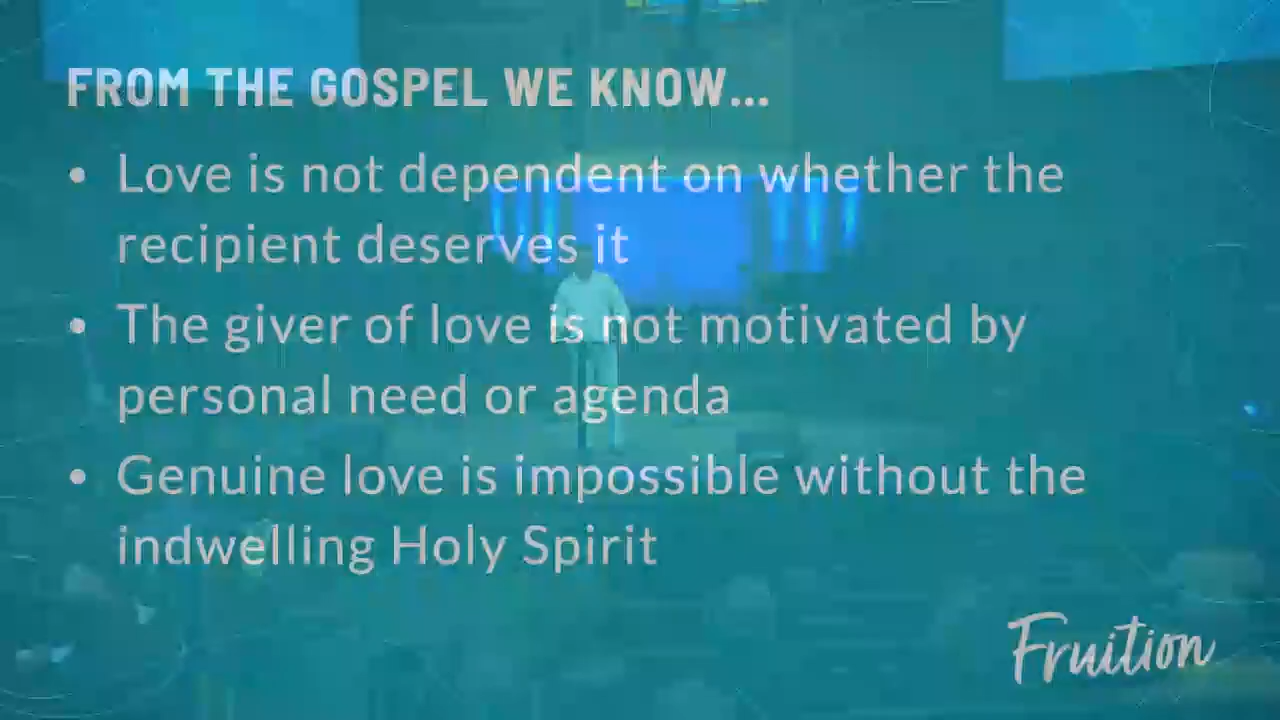 FROM THE GOSPEL WE KNOW...
• Love is not dependent on whether the
recipient deserves it
• The giver of love is not motivated by
personal need or agenda
• Genuine love is impossible without the
indwelling Holy Spirit
Fruition